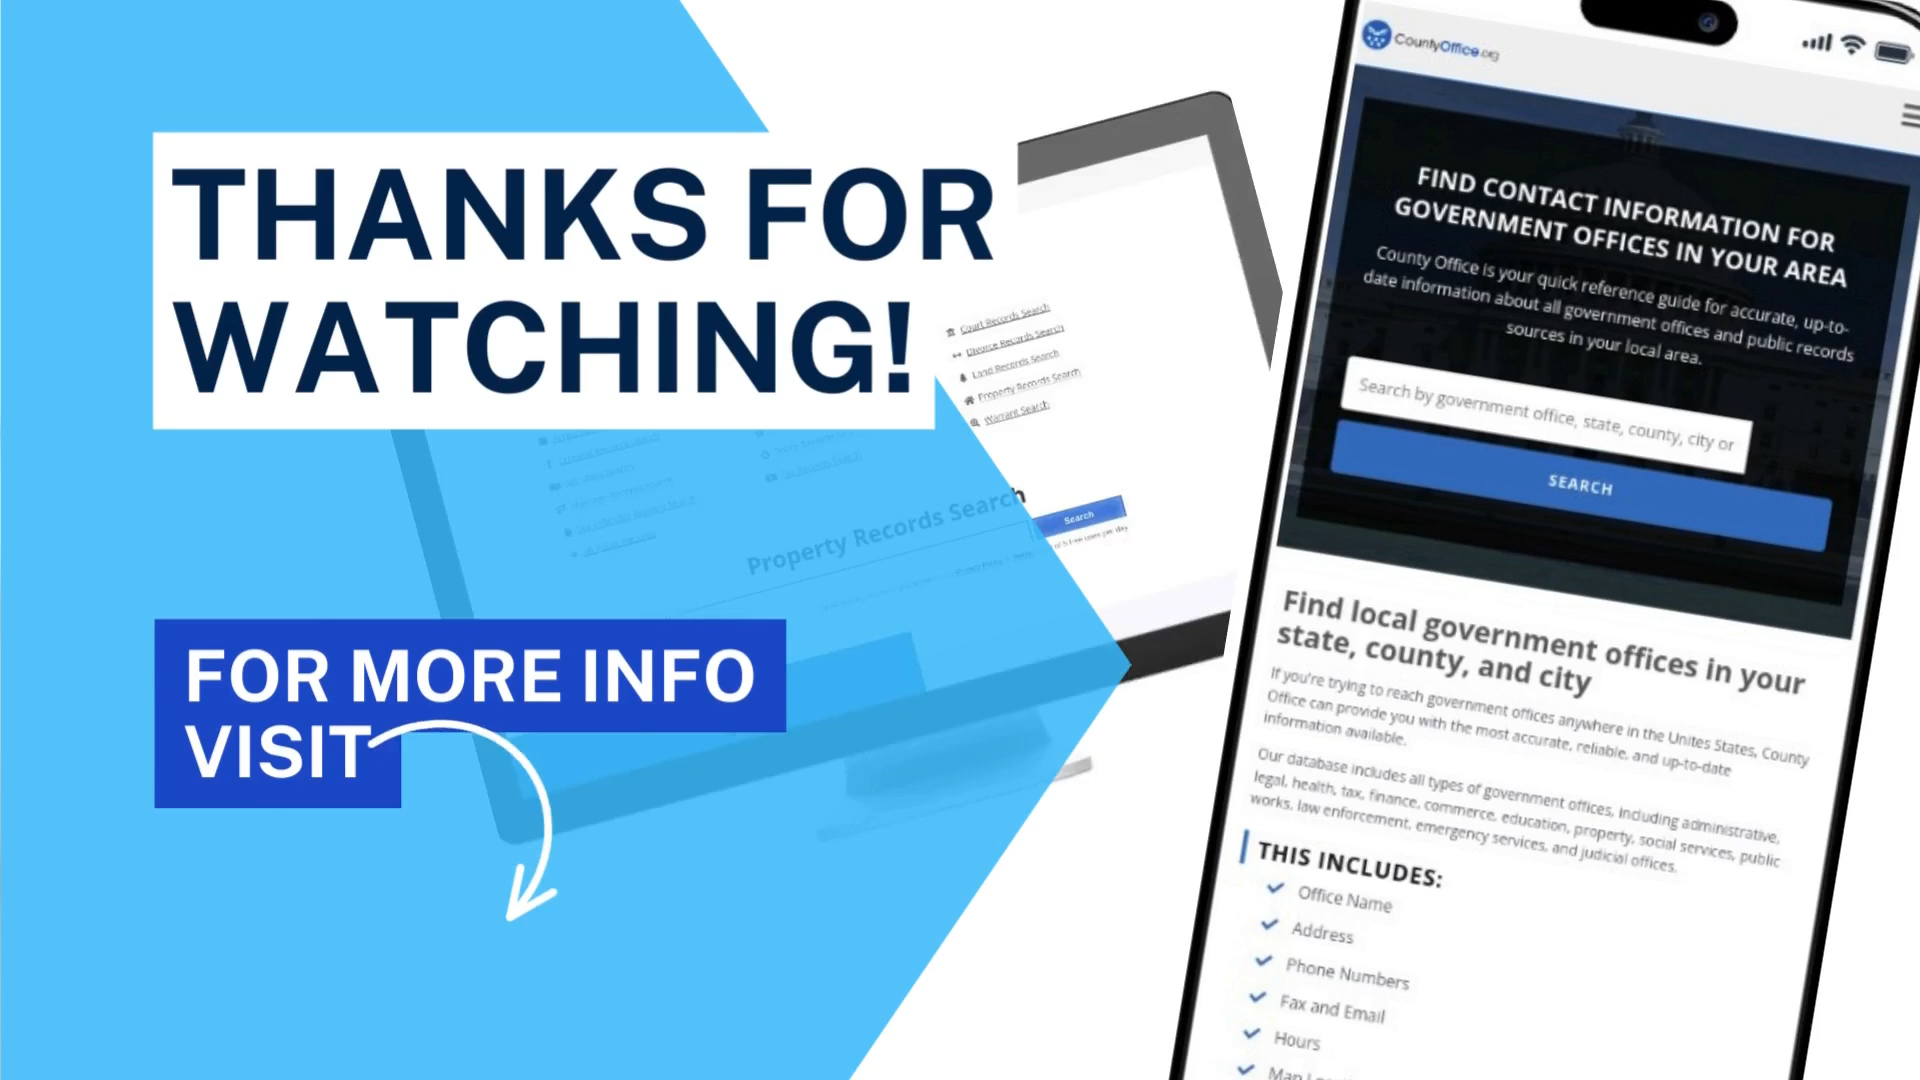 THANKS FOR
WATCHING!
FOR MORE INFO
VISIT
Court Records Search
Divorce Records Search
Land Records Search
Property Records Search
Warrant Search
Property Records Search
Search
of 5 free uses per day
CountyOffice.org
FIND CONTACT INFORMATION FOR
GOVERNMENT OFFICES IN YOUR AREA
County Office is your quick reference guide for accurate, up-to-
date information about all government offices and public records
sources in your local area.
Search by government office, state, county, city or
SEARCH
Find local government offices in your
state, county, and city
If you're trying to reach government offices anywhere in the Unites States, County
Office can provide you with the most accurate, reliable, and up-to-date
information available.
Our database includes all types of government offices, including administrative,
legal, health, tax, finance, commerce, education, property, social services, public
works, law enforcement, emergency services, and judicial offices.
THIS INCLUDES:
Office Name
Address
Phone Numbers
Fax and Email
Hours
Map